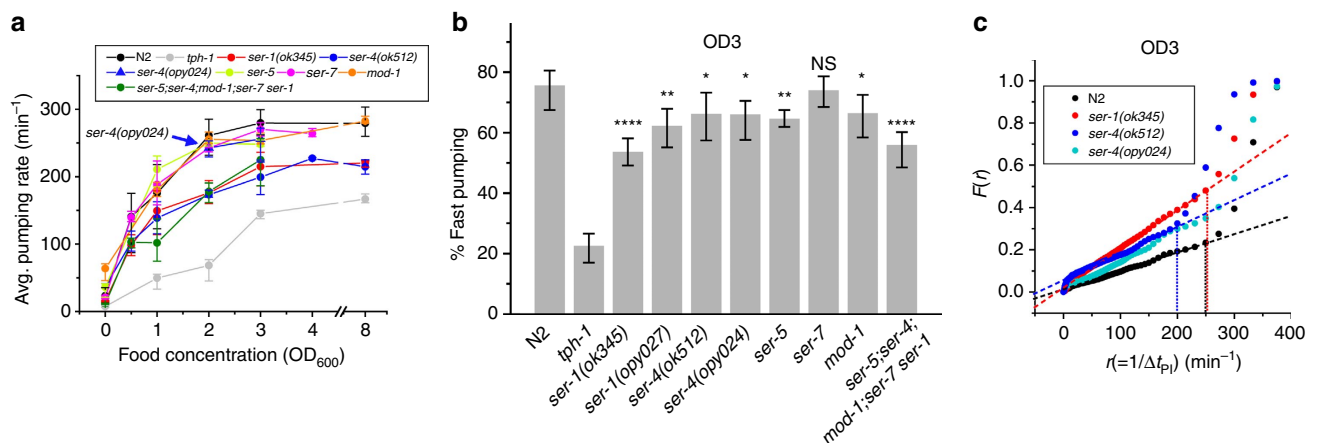 a
N2 tph-1 ser-1(ok345) ser-4(ok512)
ser-4(opy024) ser-5 ser-7 mod-1
ser-5;ser-4;mod-1;ser-7 ser-1
ser-4(opy024)
Avg. pumping rate (min⁻¹)
300
200
100
0
0 1 2 3 4 8
Food concentration (OD₆₀₀)
b
OD3
% Fast pumping
80
60
40
20
0
**** ** * * ** NS * ****
N2
tph-1
ser-1(ok345)
ser-1(opy027)
ser-4(ok512)
ser-4(opy024)
ser-5
ser-7
mod-1
ser-5;ser-4;
mod-1;ser-7 ser-1
c
OD3
N2
ser-1(ok345)
ser-4(ok512)
ser-4(opy024)
F(r)
1.0
0.8
0.6
0.4
0.2
0.0
0 100 200 300 400
r(=1/Δt_PI) (min⁻¹)